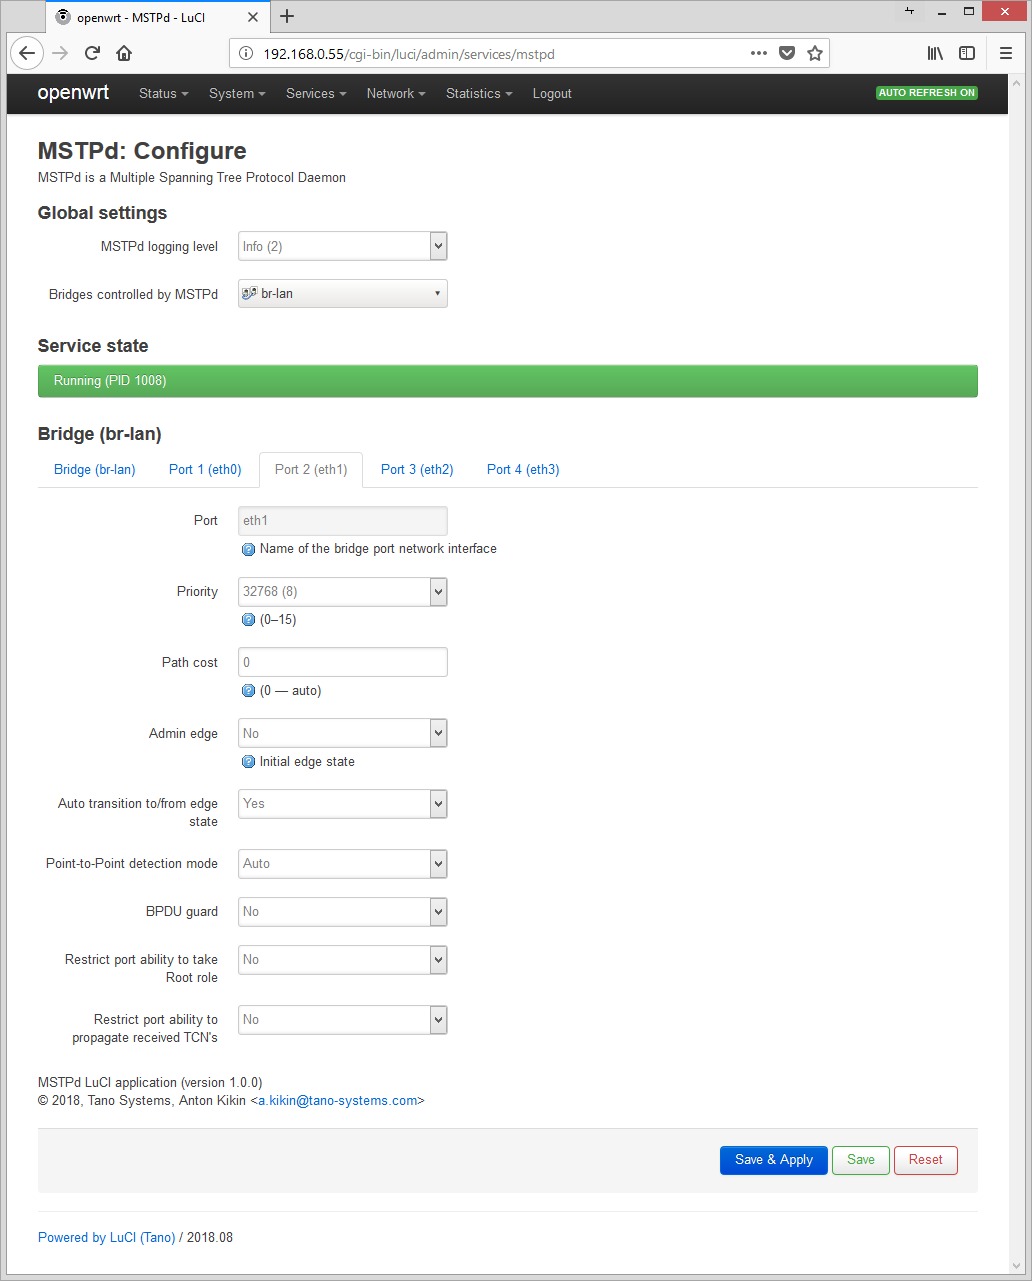 openwrt - MSTPd - LuCI
192.168.0.55/cgi-bin/luci/admin/services/mstpd
openwrt Status System Services Network Statistics Logout AUTO REFRESH ON
MSTPd: Configure
MSTPd is a Multiple Spanning Tree Protocol Daemon
Global settings
MSTPd logging level Info (2)
Bridges controlled by MSTPd br-lan
Service state
Running (PID 1008)
Bridge (br-lan)
Bridge (br-lan) Port 1 (eth0) Port 2 (eth1) Port 3 (eth2) Port 4 (eth3)
Port eth1
Name of the bridge port network interface
Priority 32768 (8)
(0–15)
Path cost 0
(0 — auto)
Admin edge No
Initial edge state
Auto transition to/from edge Yes
state
Point-to-Point detection mode Auto
BPDU guard No
Restrict port ability to take No
Root role
Restrict port ability to No
propagate received TCN's
MSTPd LuCI application (version 1.0.0)
© 2018, Tano Systems, Anton Kikin <a.kikin@tano-systems.com>
Save & Apply Save Reset
Powered by LuCI (Tano) / 2018.08